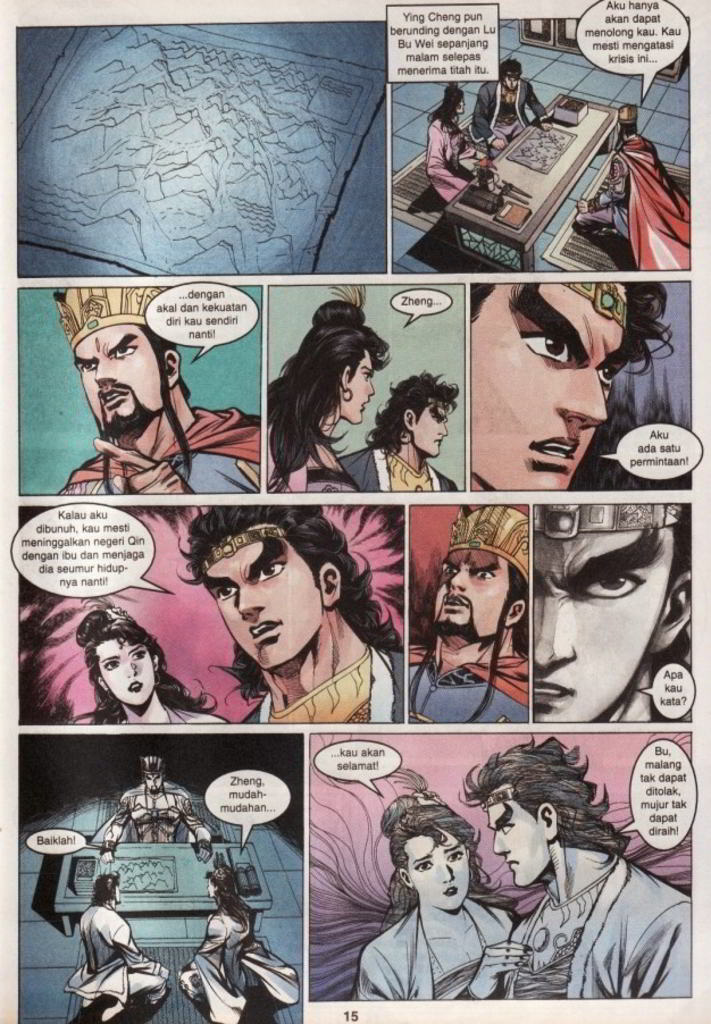 Ying Cheng pun
berunding dengan Lu
Bu Wei sepanjang
malam selepas
menerima titah itu.
Aku hanya
akan dapat
menolong kau. Kau
mesti mengatasi
krisis ini...
...dengan
akal dan kekuatan
diri kau sendiri
nanti!
Zheng...
Aku
ada satu
permintaan!
Kalau aku
dibunuh, kau mesti
meninggalkan negeri Qin
dengan ibu dan menjaga
dia seumur hidup-
nya nanti!
Apa
kau
kata?
Baiklah!
Zheng,
mudah-
mudahan...
...kau akan
selamat!
Bu,
malang
tak dapat
ditolak,
mujur tak
dapat
diraih!
15